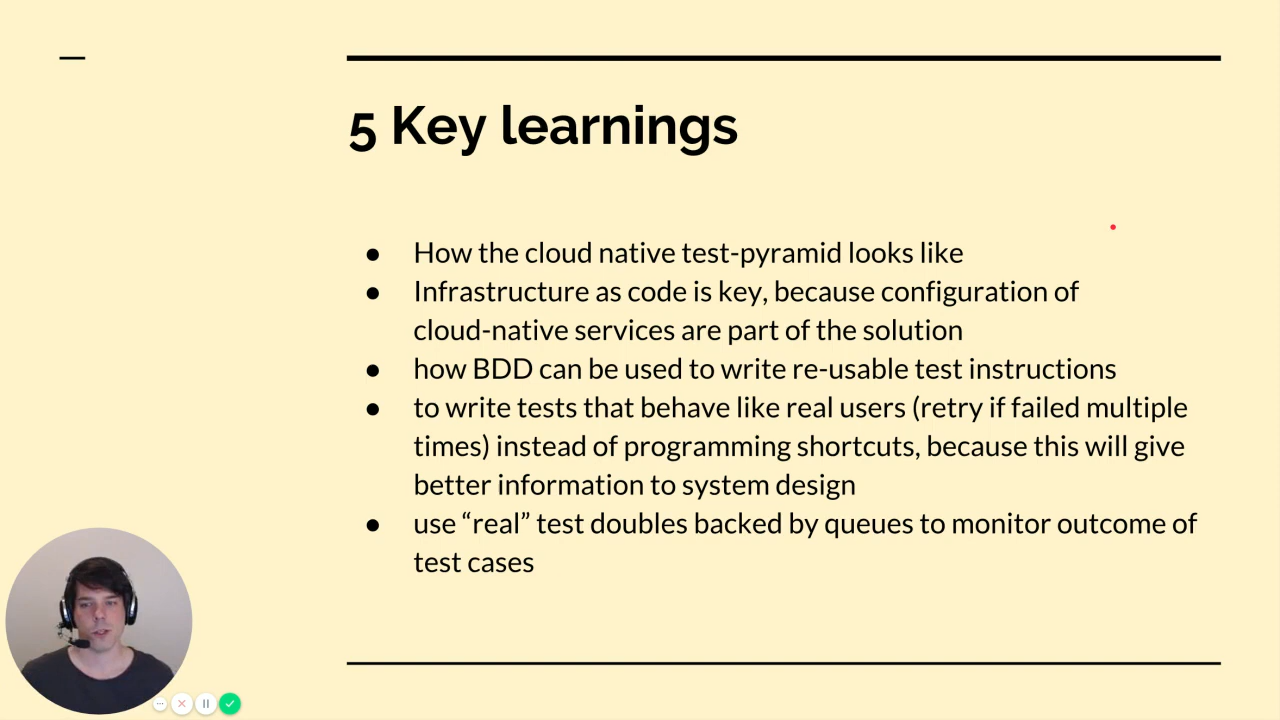 5 Key learnings
● How the cloud native test-pyramid looks like
● Infrastructure as code is key, because configuration of
cloud-native services are part of the solution
● how BDD can be used to write re-usable test instructions
● to write tests that behave like real users (retry if failed multiple
times) instead of programming shortcuts, because this will give
better information to system design
● use “real” test doubles backed by queues to monitor outcome of
test cases